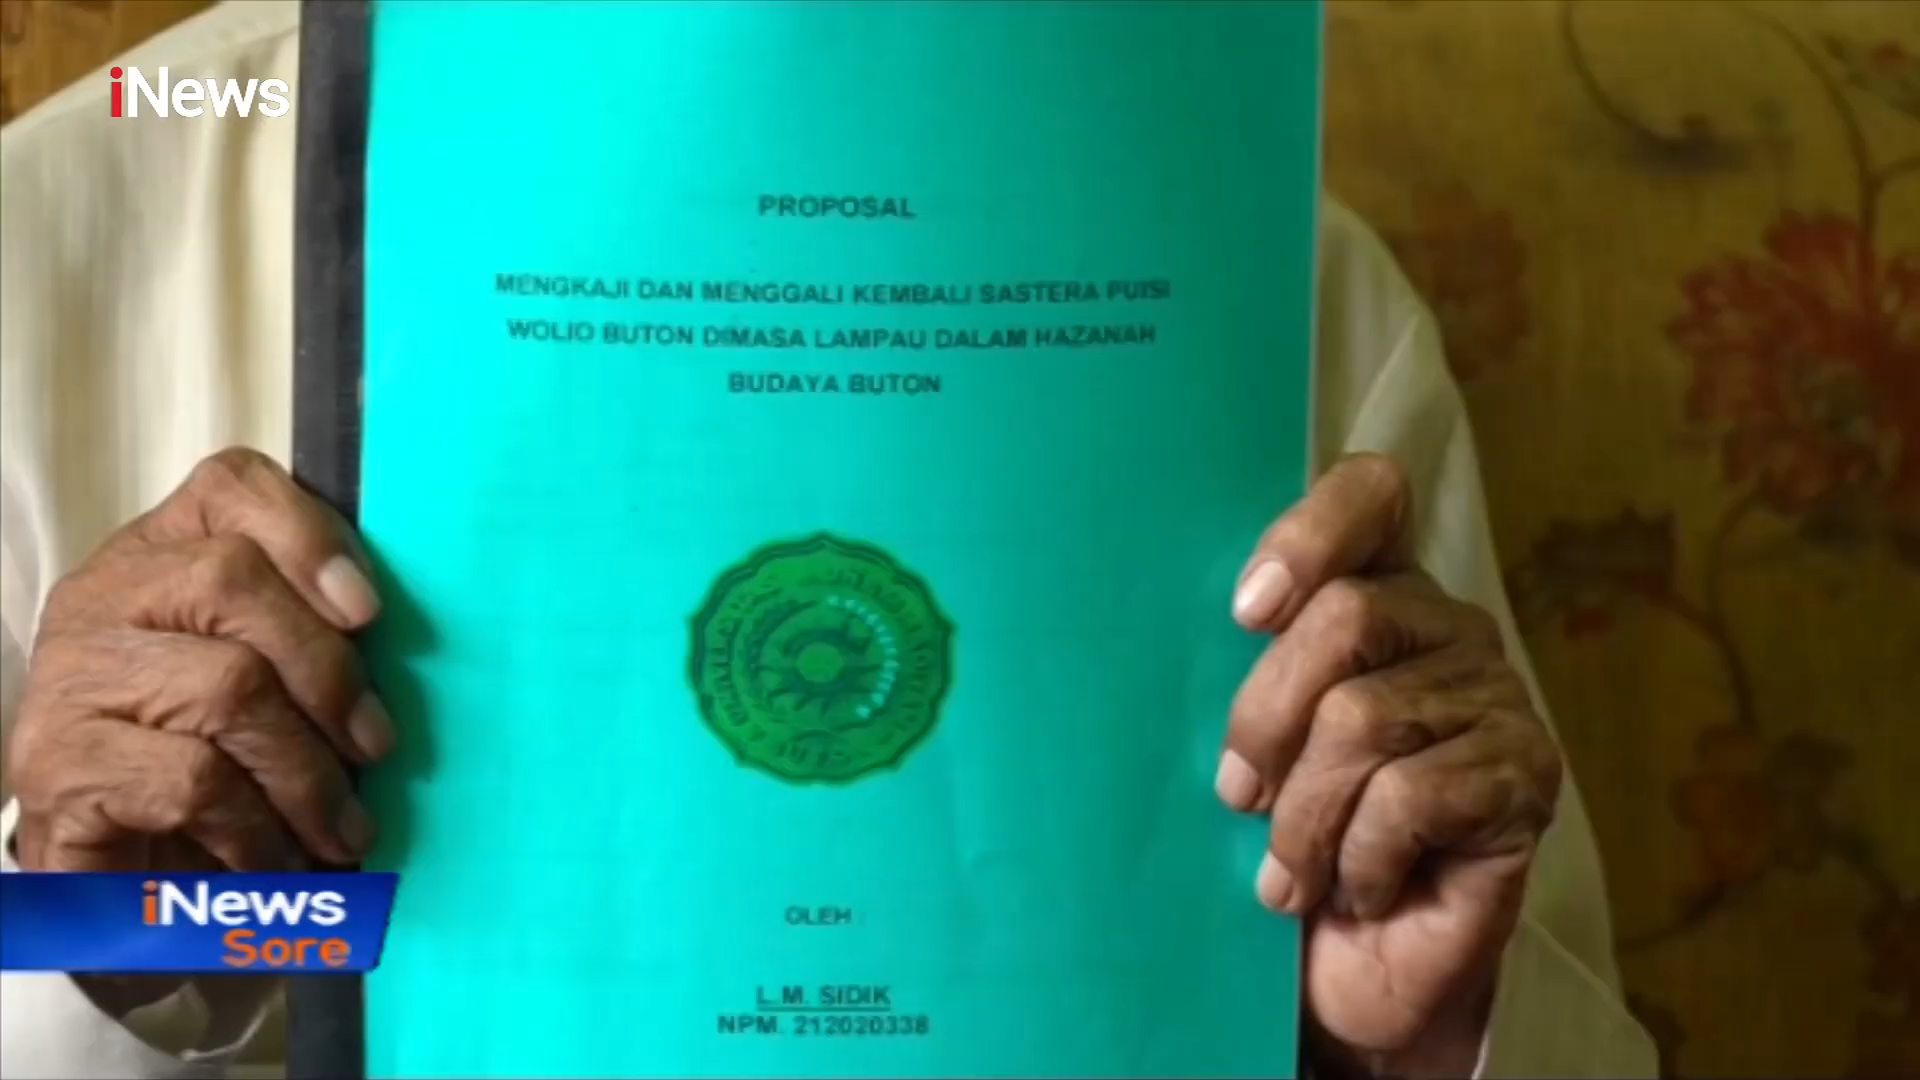 iNews
PROPOSAL
MENGKAJI DAN MENGGALI KEMBALI SASTERA PUISI
WOLIO BUTON DIMASA LAMPAU DALAM HAZANAH
BUDAYA BUTON
OLEH :
L.M. SIDIK
NPM. 212020338
iNews
Sore